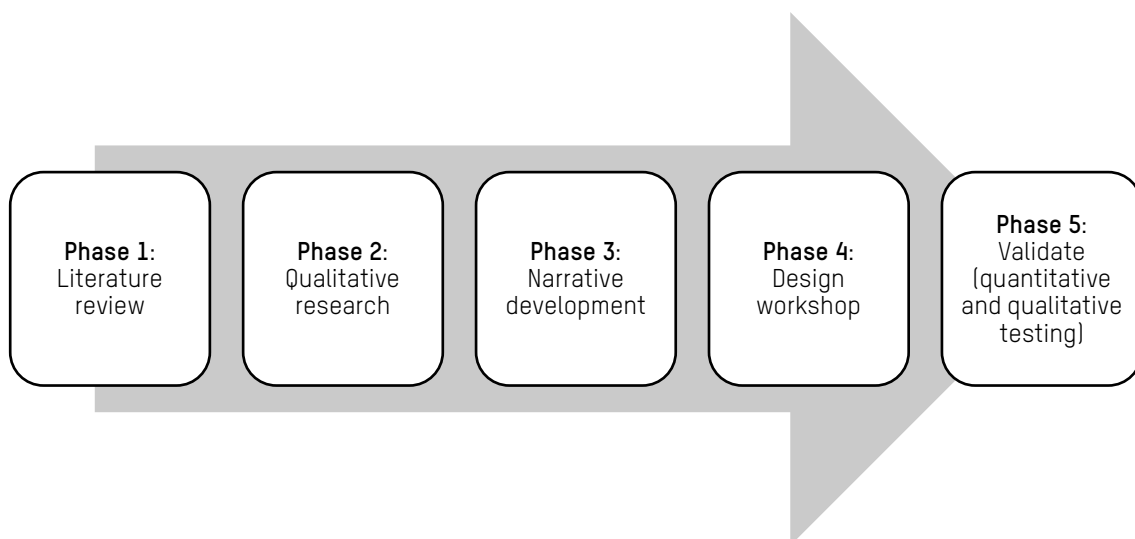 Phase 1:
Literature
review
Phase 2:
Qualitative
research
Phase 3:
Narrative
development
Phase 4:
Design
workshop
Phase 5:
Validate
(quantitative
and qualitative
testing)